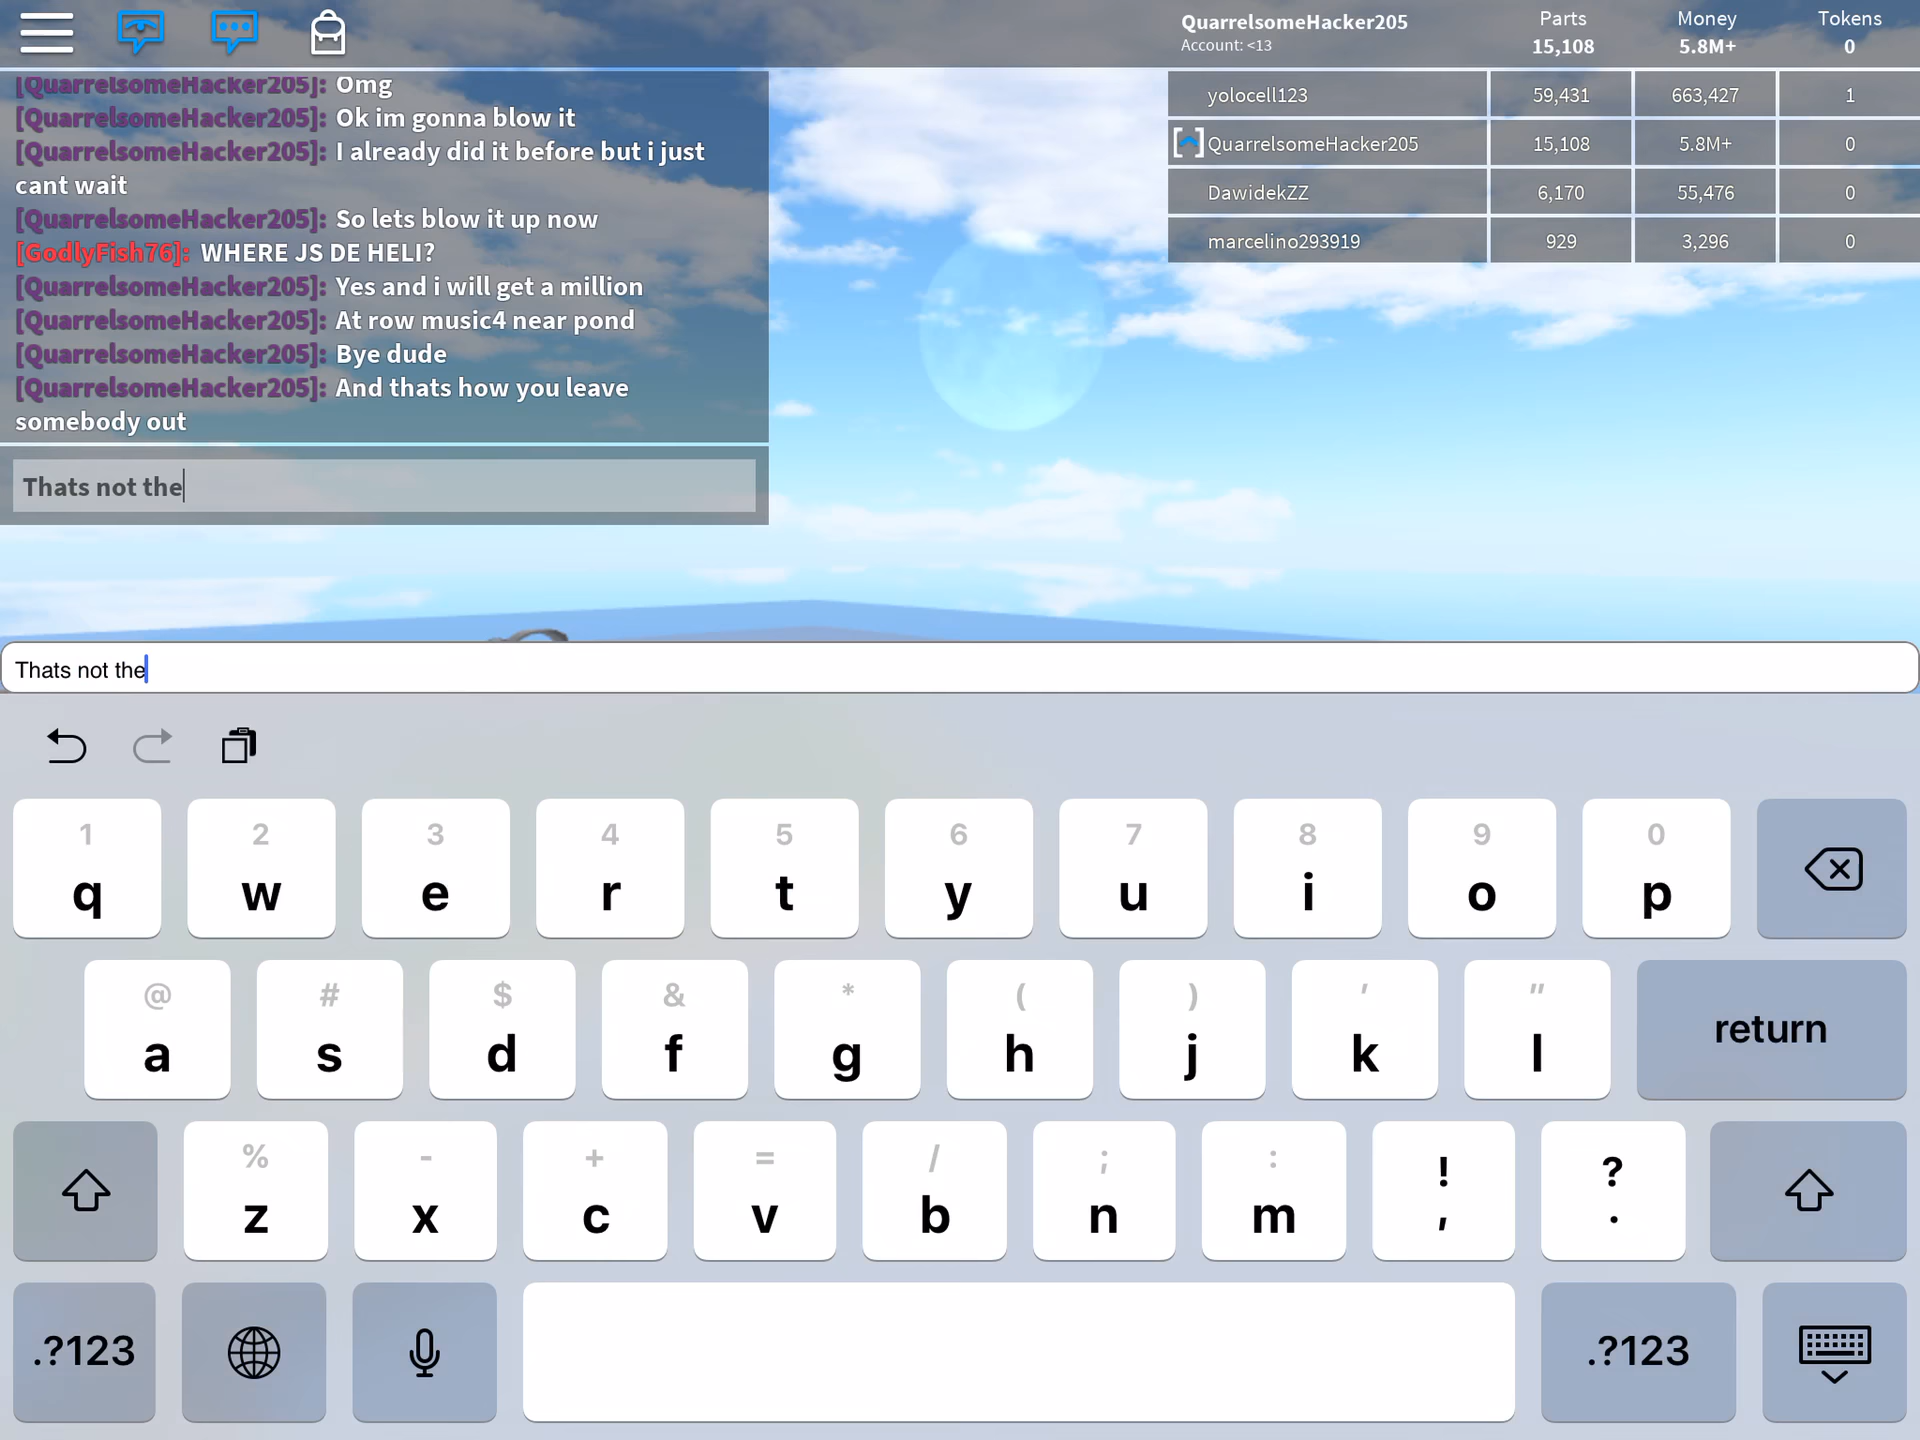 QuarrelsomeHacker205
Account: <13
Parts
15,108
Money
5.8M+
Tokens
0
[QuarrelsomeHacker205]: Omg
[QuarrelsomeHacker205]: Ok im gonna blow it
[QuarrelsomeHacker205]: I already did it before but i just
cant wait
[QuarrelsomeHacker205]: So lets blow it up now
[GodlyFish76]: WHERE JS DE HELI?
[QuarrelsomeHacker205]: Yes and i will get a million
[QuarrelsomeHacker205]: At row music4 near pond
[QuarrelsomeHacker205]: Bye dude
[QuarrelsomeHacker205]: And thats how you leave
somebody out
Thats not the
yolocell123 59,431 663,427 1
QuarrelsomeHacker205 15,108 5.8M+ 0
DawidekZZ 6,170 55,476 0
marcelino293919 929 3,296 0
Thats not the
1 2 3 4 5 6 7 8 9 0
q w e r t y u i o p
@ # $ & * ( ) ' "
a s d f g h j k l return
% - + = / ; : ! ?
z x c v b n m , .
.?123 .?123